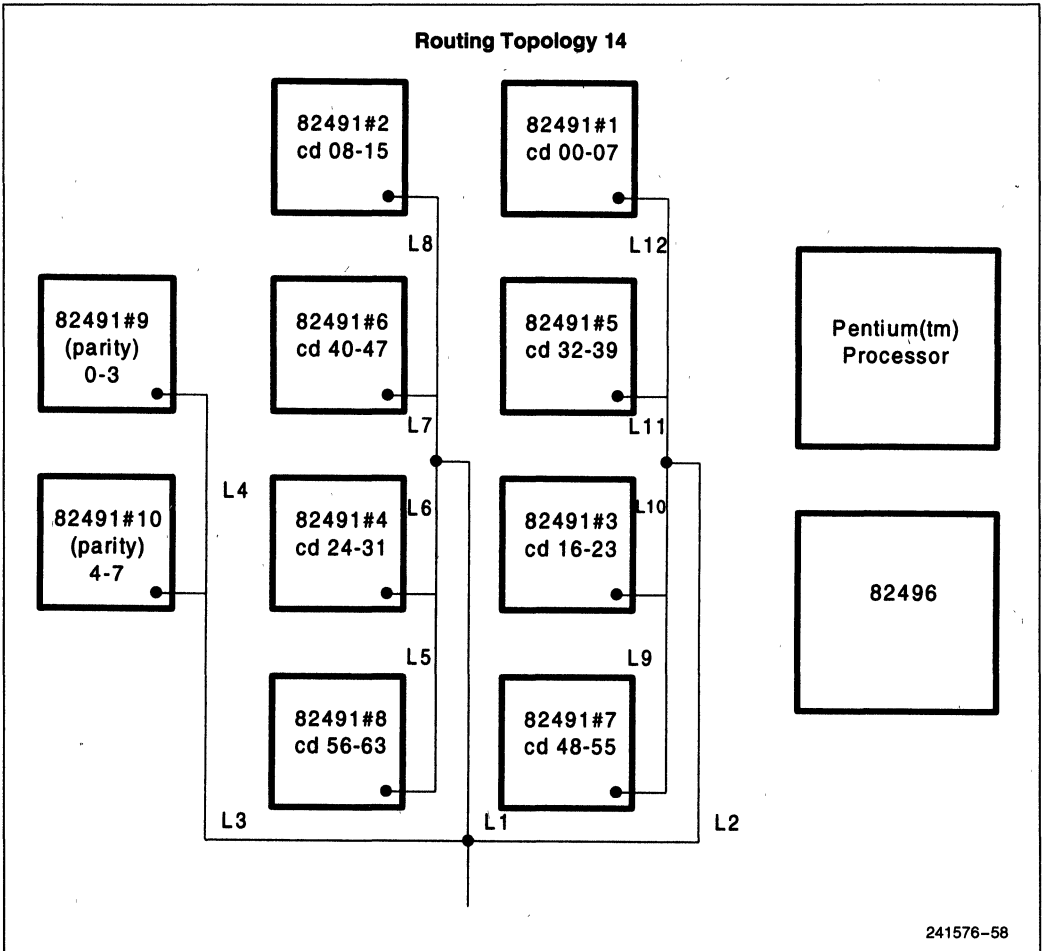 Routing Topology 14
82491#2
cd 08-15
82491#1
cd 00-07
L8
L12
82491#9
(parity)
0-3
82491#6
cd 40-47
82491#5
cd 32-39
Pentium(tm)
Processor
L7
L11
L4
82491#10
(parity)
4-7
82491#4
cd 24-31
L6
82491#3
cd 16-23
L10
82496
L5
L9
82491#8
cd 56-63
82491#7
cd 48-55
L3
L1
L2
241576-58